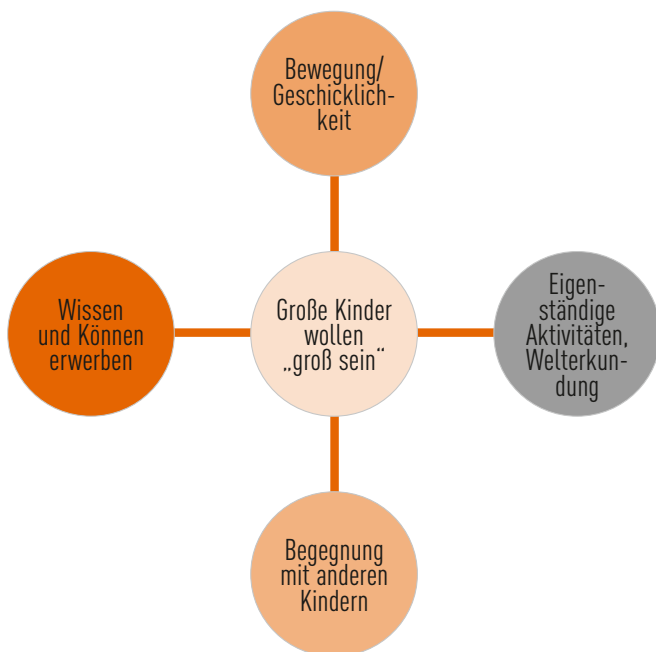 Bewegung/
Geschicklich-
keit
Wissen
und Können
erwerben
Große Kinder
wollen
„groß sein“
Eigen-
ständige
Aktivitäten,
Welterkun-
dung
Begegnung
mit anderen
Kindern